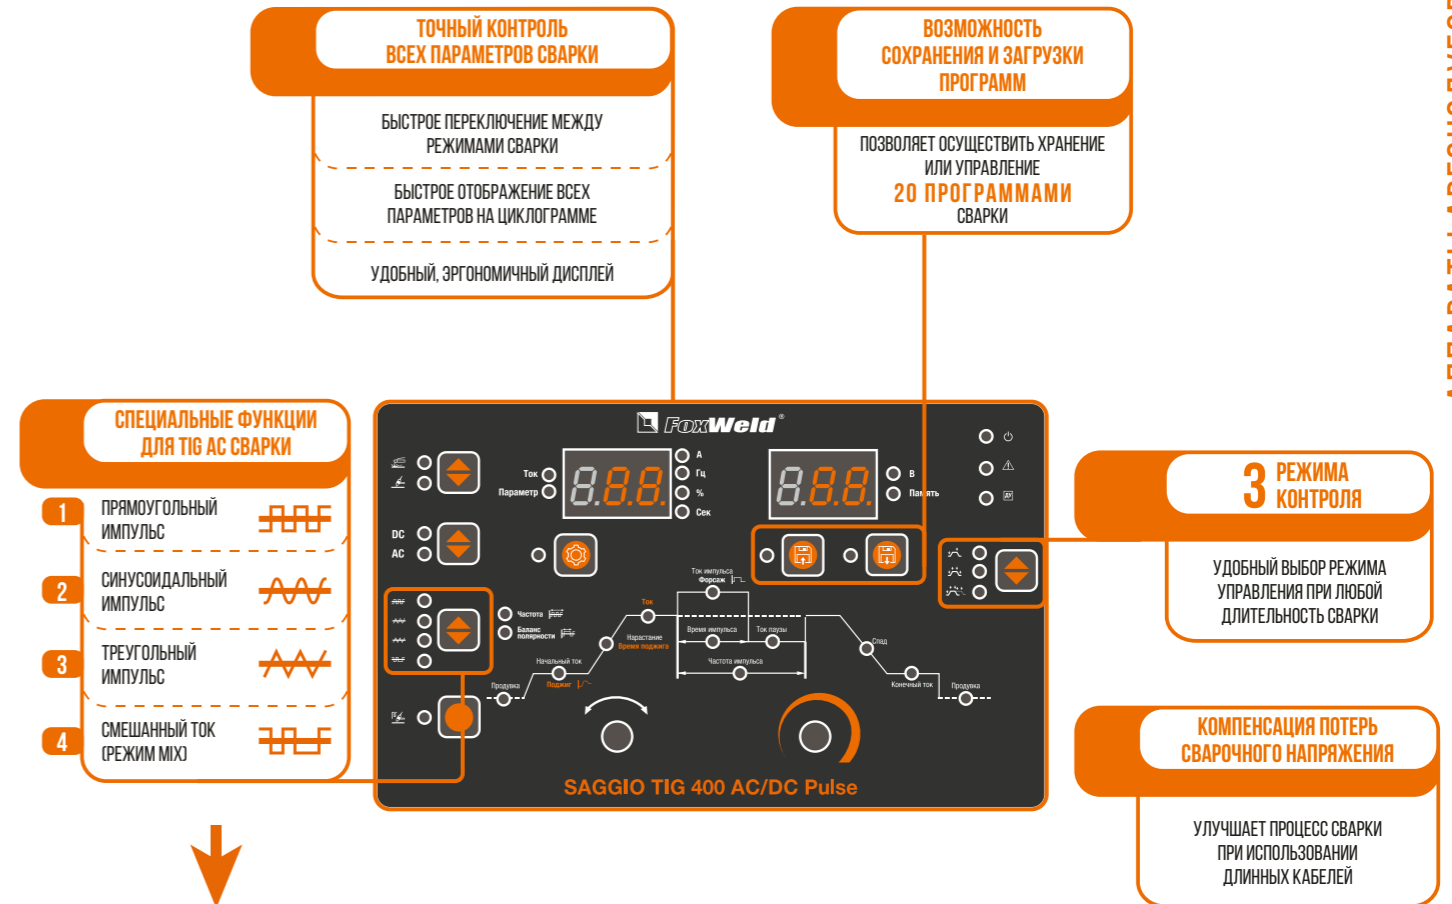 ТОЧНЫЙ КОНТРОЛЬ
ВСЕХ ПАРАМЕТРОВ СВАРКИ
БЫСТРОЕ ПЕРЕКЛЮЧЕНИЕ МЕЖДУ
РЕЖИМАМИ СВАРКИ
БЫСТРОЕ ОТОБРАЖЕНИЕ ВСЕХ
ПАРАМЕТРОВ НА ЦИКЛОГРАММЕ
УДОБНЫЙ, ЭРГОНОМИЧНЫЙ ДИСПЛЕЙ
ВОЗМОЖНОСТЬ
СОХРАНЕНИЯ И ЗАГРУЗКИ
ПРОГРАММ
ПОЗВОЛЯЕТ ОСУЩЕСТВИТЬ ХРАНЕНИЕ
ИЛИ УПРАВЛЕНИЕ
20 ПРОГРАММАМИ
СВАРКИ
СПЕЦИАЛЬНЫЕ ФУНКЦИИ
ДЛЯ TIG AC СВАРКИ
1 ПРЯМОУГОЛЬНЫЙ
ИМПУЛЬС
2 СИНУСОИДАЛЬНЫЙ
ИМПУЛЬС
3 ТРЕУГОЛЬНЫЙ
ИМПУЛЬС
4 СМЕШАННЫЙ ТОК
(РЕЖИМ MIX)
FoxWeld®
Ток
Параметр
8.8.8.
А
Гц
%
Сек
8.8.8.
В
Память
ДУ
DC
AC
Частота
Баланс
полярности
Ток импульса
Форсаж
Ток
Нарастание
Время поджига
Время импульса
Ток паузы
Частота импульса
Начальный ток
Поджиг
Продувка
Спад
Конечный ток
Продувка
SAGGIO TIG 400 AC/DC Pulse
3 РЕЖИМА
КОНТРОЛЯ
УДОБНЫЙ ВЫБОР РЕЖИМА
УПРАВЛЕНИЯ ПРИ ЛЮБОЙ
ДЛИТЕЛЬНОСТЬ СВАРКИ
КОМПЕНСАЦИЯ ПОТЕРЬ
СВАРОЧНОГО НАПРЯЖЕНИЯ
УЛУЧШАЕТ ПРОЦЕСС СВАРКИ
ПРИ ИСПОЛЬЗОВАНИИ
ДЛИННЫХ КАБЕЛЕЙ